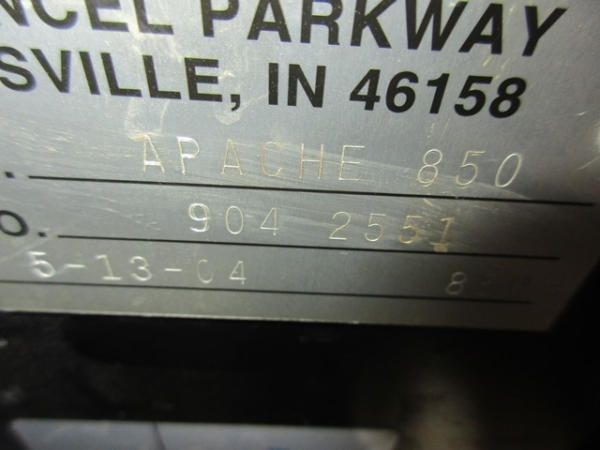 NCEL PARKWAY
SVILLE, IN 46158
. APACHE 850
O. 904 2551
5-13-04 8